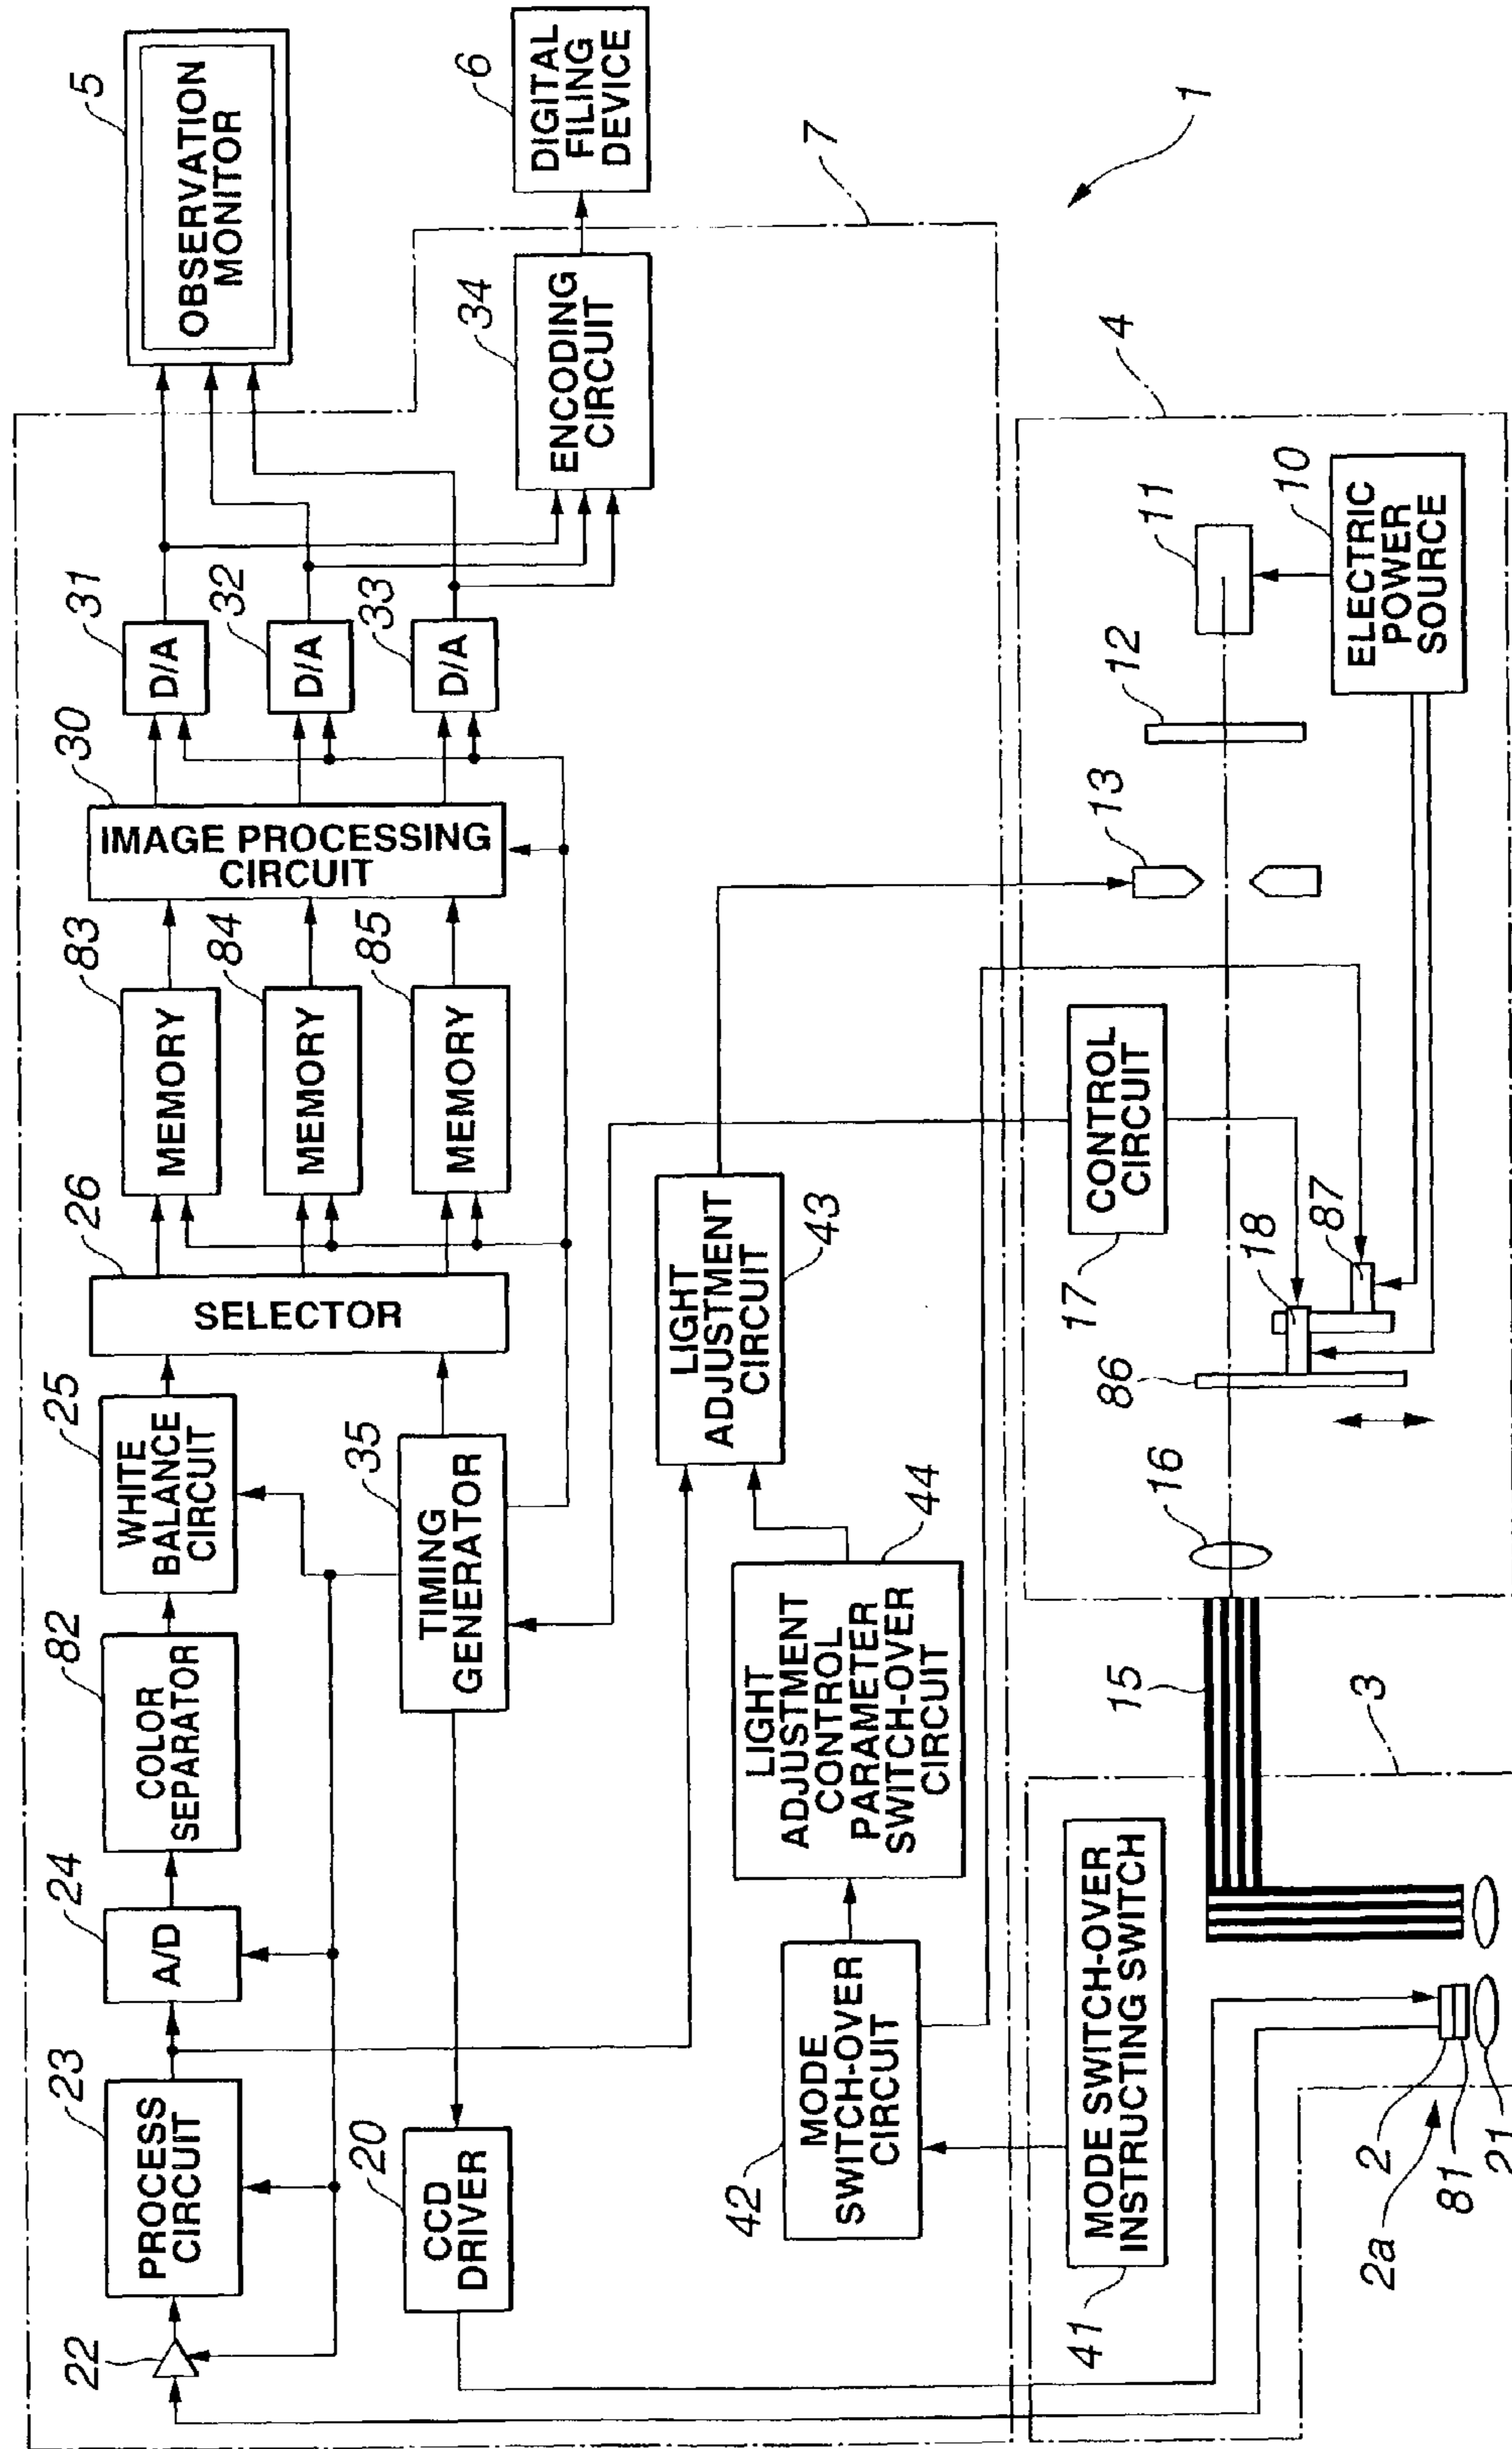 5
OBSERVATION
MONITOR
6
DIGITAL
FILING
DEVICE
7
1
34
ENCODING
CIRCUIT
31
D/A
32
D/A
33
D/A
30
IMAGE PROCESSING
CIRCUIT
83
MEMORY
84
MEMORY
85
MEMORY
26
SELECTOR
25
WHITE
BALANCE
CIRCUIT
82
COLOR
SEPARATOR
24
A/D
23
PROCESS
CIRCUIT
22
35
TIMING
GENERATOR
20
CCD
DRIVER
LIGHT
ADJUSTMENT
CIRCUIT
43
LIGHT
ADJUSTMENT
CONTROL
PARAMETER
SWITCH-OVER
CIRCUIT
44
MODE
SWITCH-OVER
CIRCUIT
42
4
11
10
ELECTRIC
POWER
SOURCE
12
13
CONTROL
CIRCUIT
17
18
87
86
16
15
3
MODE SWITCH-OVER
INSTRUCTING SWITCH
41
2
2a
81
21